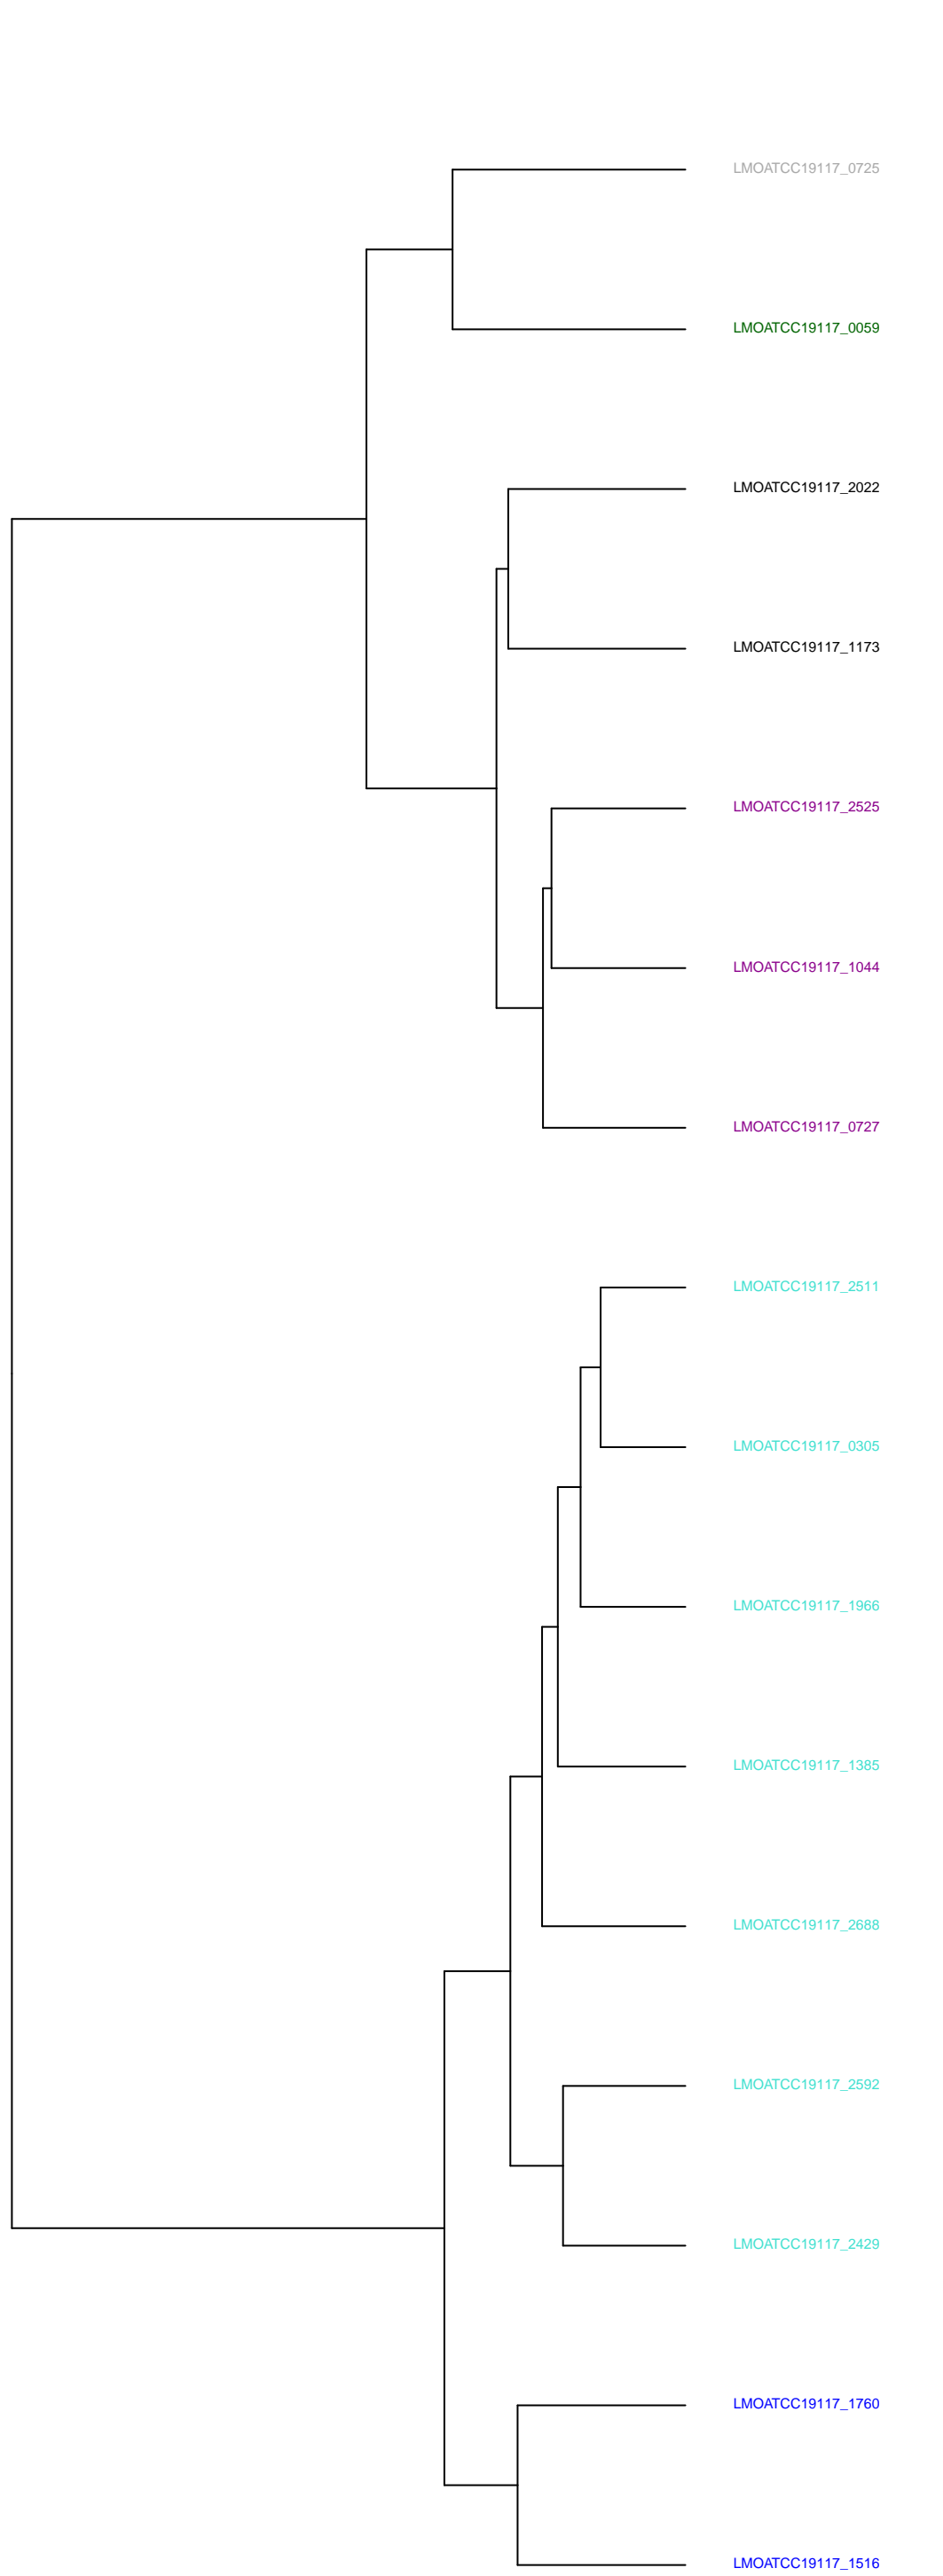 LMOATCC19117_0725
LMOATCC19117_0059
LMOATCC19117_2022
LMOATCC19117_1173
LMOATCC19117_2525
LMOATCC19117_1044
LMOATCC19117_0727
LMOATCC19117_2511
LMOATCC19117_0305
LMOATCC19117_1966
LMOATCC19117_1385
LMOATCC19117_2688
LMOATCC19117_2592
LMOATCC19117_2429
LMOATCC19117_1760
LMOATCC19117_1516